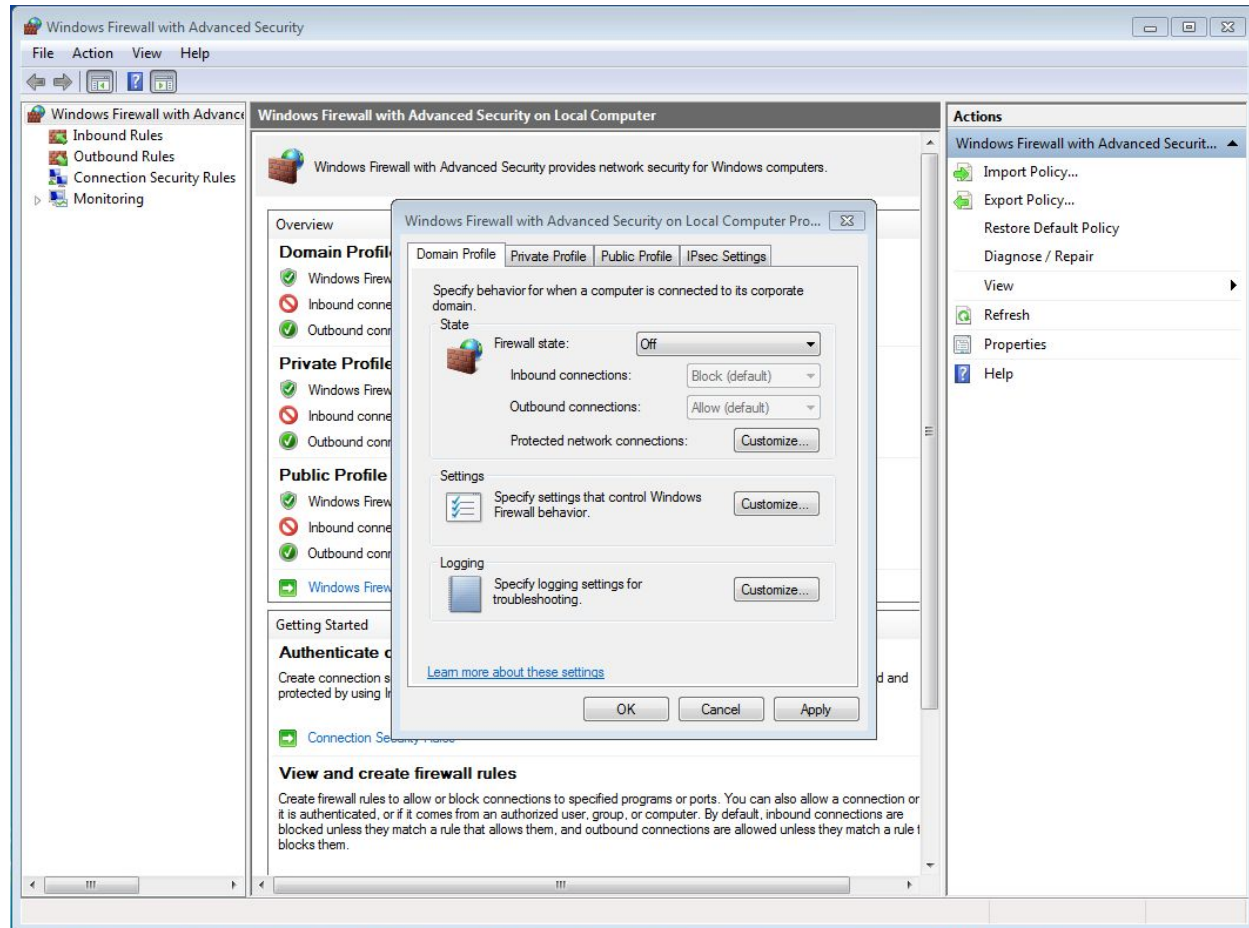 Windows Firewall with Advanced Security
File Action View Help
Windows Firewall with Advance
Inbound Rules
Outbound Rules
Connection Security Rules
Monitoring
Windows Firewall with Advanced Security on Local Computer
Windows Firewall with Advanced Security provides network security for Windows computers.
Overview
Domain Profile
Windows Firew
Inbound conne
Outbound conn
Private Profile
Windows Firew
Inbound conne
Outbound conn
Public Profile
Windows Firew
Inbound conne
Outbound conn
Windows Firew
Getting Started
Authenticate c
Create connection s
d and
protected by using I
Connection Security Rules
View and create firewall rules
Create firewall rules to allow or block connections to specified programs or ports. You can also allow a connection or
it is authenticated, or if it comes from an authorized user, group, or computer. By default, inbound connections are
blocked unless they match a rule that allows them, and outbound connections are allowed unless they match a rule t
blocks them.
Windows Firewall with Advanced Security on Local Computer Pro...
Domain Profile Private Profile Public Profile IPsec Settings
Specify behavior for when a computer is connected to its corporate
domain.
State
Firewall state: Off
Inbound connections: Block (default)
Outbound connections: Allow (default)
Protected network connections: Customize...
Settings
Specify settings that control Windows
Firewall behavior.
Customize...
Logging
Specify logging settings for
troubleshooting.
Customize...
Learn more about these settings
OK Cancel Apply
Actions
Windows Firewall with Advanced Securit...
Import Policy...
Export Policy...
Restore Default Policy
Diagnose / Repair
View
Refresh
Properties
Help